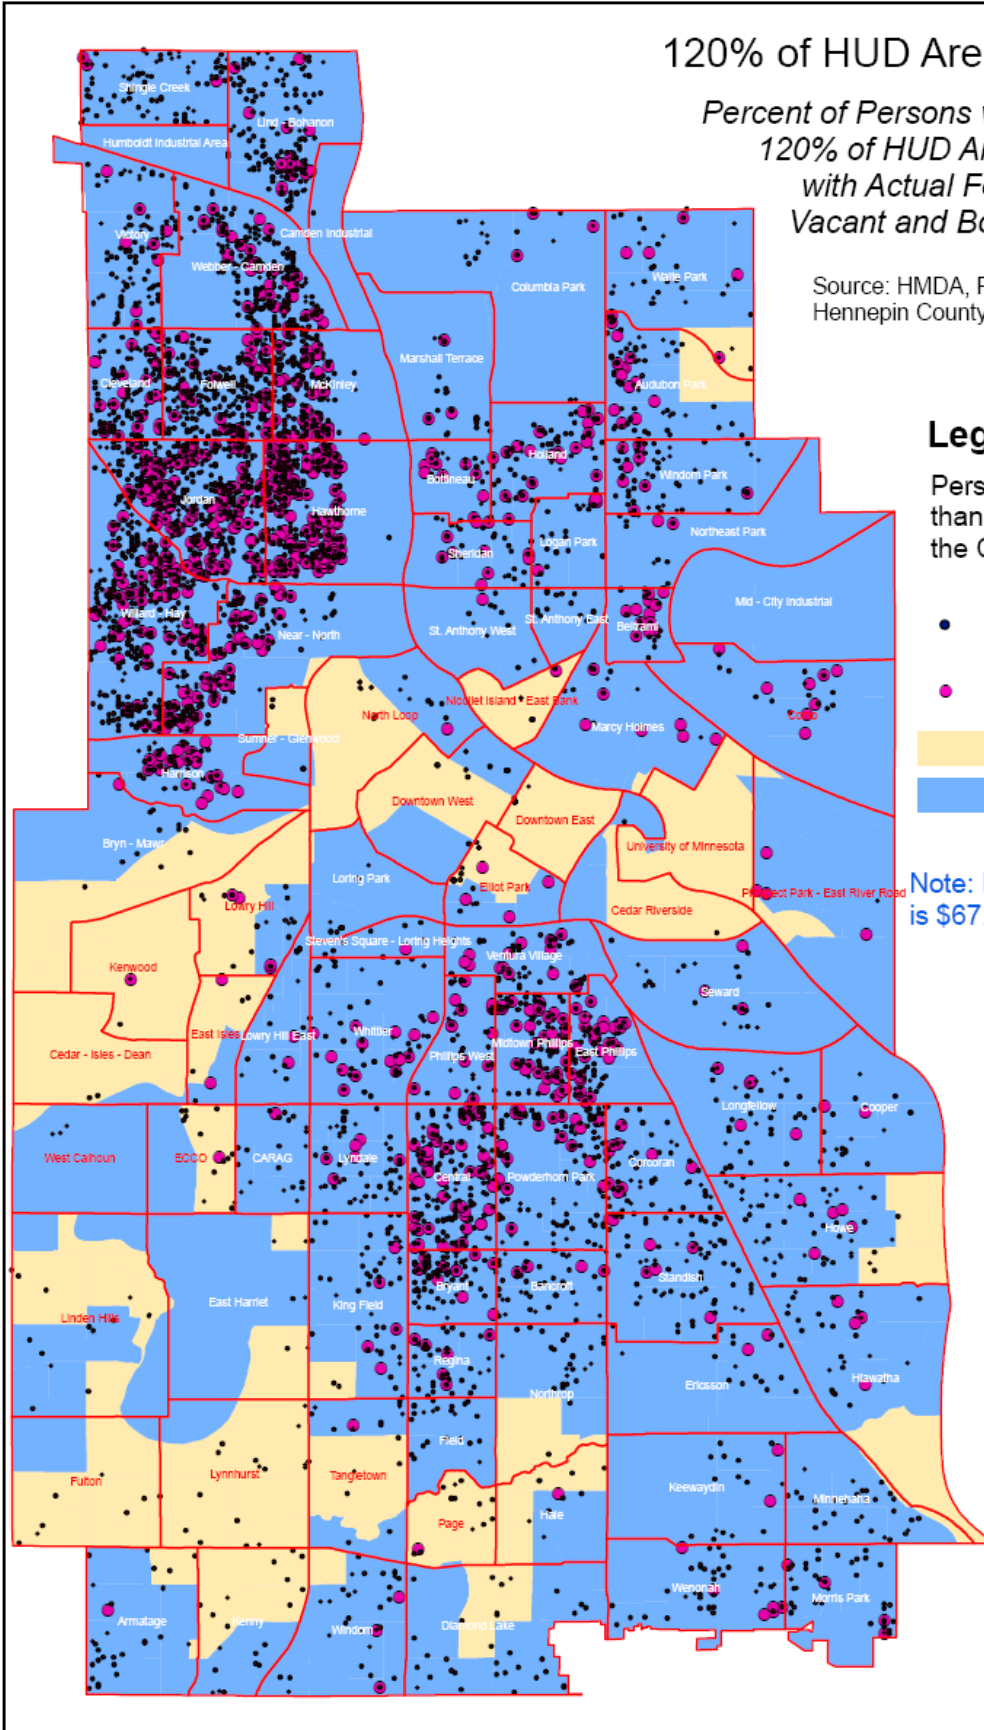 120% of HUD Are
Percent of Persons
120% of HUD A
with Actual Fo
Vacant and Bo
Source: HMDA,
Hennepin County
Leg
Pers
than
the
Note:
is $67
Shingle Creek
Lind - Bohanon
Humboldt Industrial Area
Victory
Camden Industrial
Webber - Camden
Columbia Park
Waite Park
Marshall Terrace
Cleveland
Folwell
McKinley
Audubon Park
Holland
Bottineau
Windom Park
Jordan
Hawthorne
Northeast Park
Logan Park
Sheridan
Mid - City Industrial
Willard - Hay
Near - North
St. Anthony West
St. Anthony East
Beltrami
Nicollet Island - East Bank
North Loop
Marcy Holmes
Como
Sumner - Glenwood
Harrison
Downtown West
Downtown East
Bryn - Mawr
University of Minnesota
Loring Park
Elliot Park
Prospect Park - East River Road
Lowry Hill
Cedar Riverside
Steven's Square - Loring Heights
Ventura Village
Kenwood
Seward
East Isles
Lowry Hill East
Whittier
Midtown Phillips
Phillips West
East Phillips
Cedar - Isles - Dean
Longfellow
Cooper
West Calhoun
ECCO
CARAG
Lyndale
Central
Powderhorn Park
Corcoran
Howe
Standish
Bryant
Bancroft
East Harriet
King Field
Linden Hills
Regina
Northrop
Ericsson
Hiawatha
Field
Fulton
Lynnhurst
Tangletown
Keewaydin
Minnehaha
Page
Hale
Wenonah
Morris Park
Armatage
Kenny
Windom
Diamond Lake